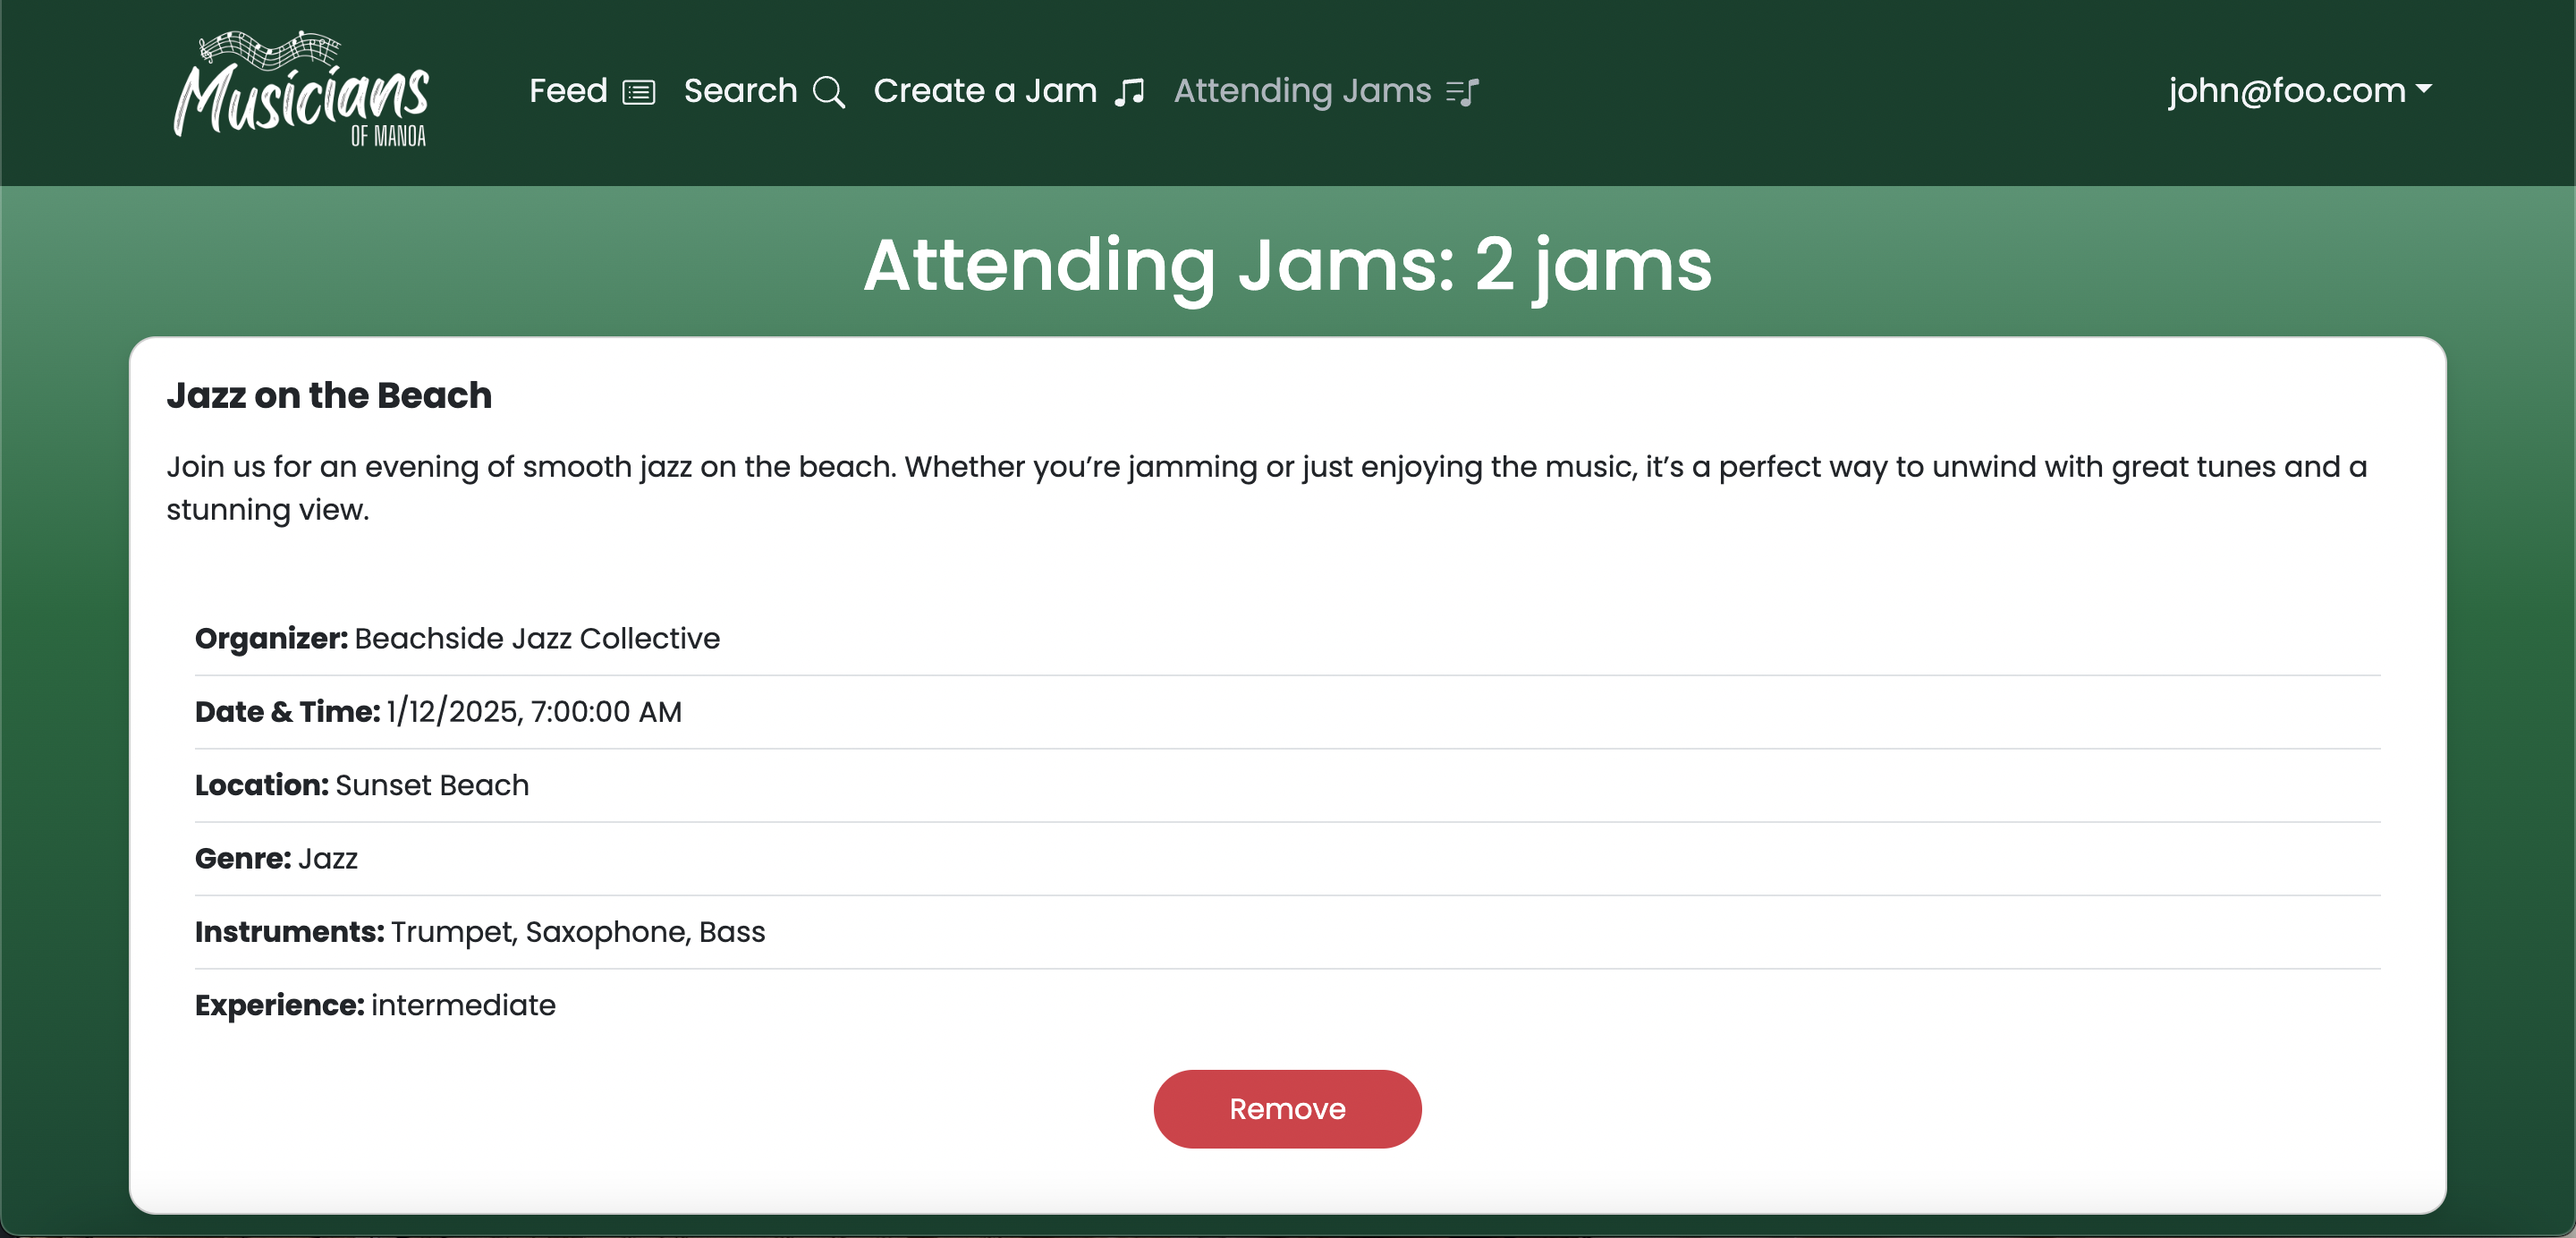 Musicians
OF MANOA
Feed Search Create a Jam Attending Jams john@foo.com
Attending Jams: 2 jams
Jazz on the Beach
Join us for an evening of smooth jazz on the beach. Whether you’re jamming or just enjoying the music, it’s a perfect way to unwind with great tunes and a
stunning view.
Organizer: Beachside Jazz Collective
Date & Time: 1/12/2025, 7:00:00 AM
Location: Sunset Beach
Genre: Jazz
Instruments: Trumpet, Saxophone, Bass
Experience: intermediate
Remove